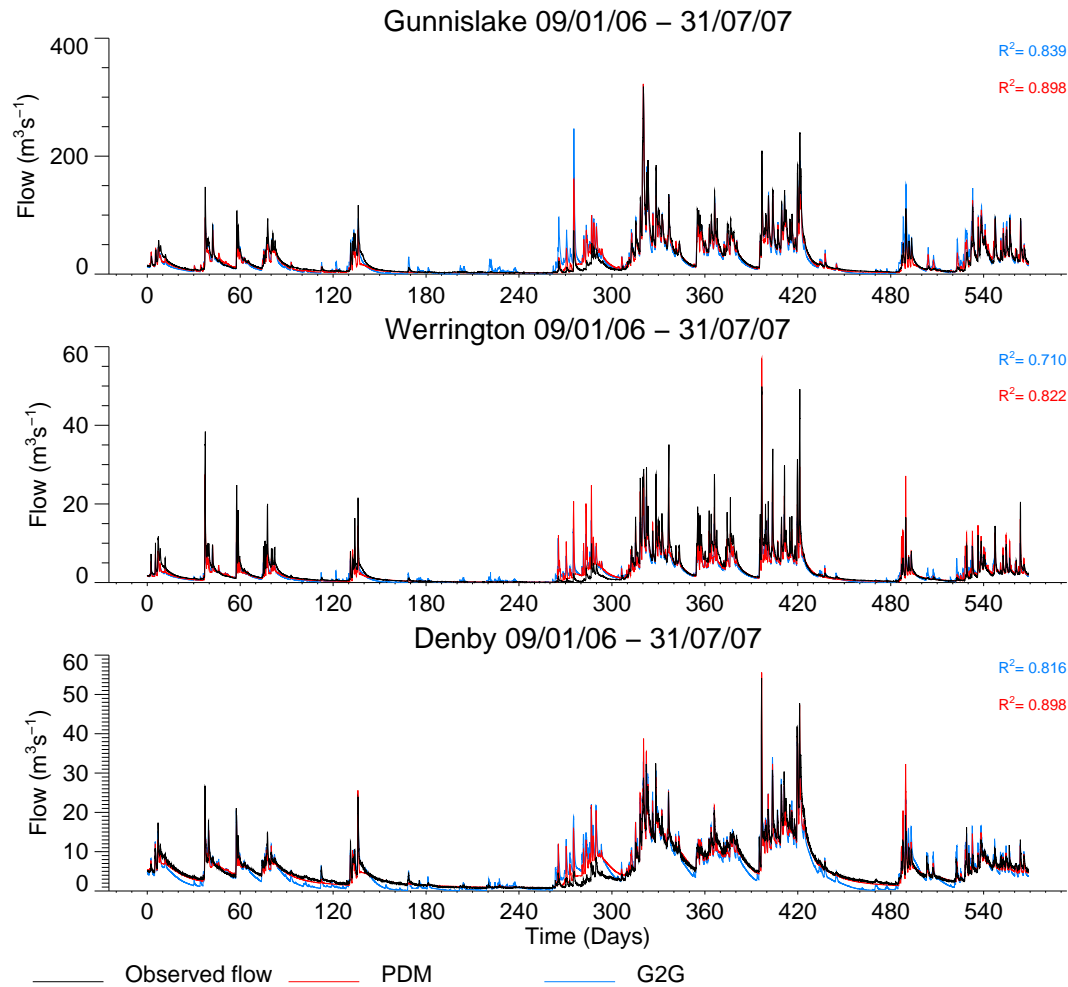 Gunnislake 09/01/06 − 31/07/07
R²= 0.839
R²= 0.898
Flow (m³s⁻¹)
400
200
0
0 60 120 180 240 300 360 420 480 540
Werrington 09/01/06 − 31/07/07
R²= 0.710
R²= 0.822
Flow (m³s⁻¹)
60
40
20
0
0 60 120 180 240 300 360 420 480 540
Denby 09/01/06 − 31/07/07
R²= 0.816
R²= 0.898
Flow (m³s⁻¹)
60
50
40
30
20
10
0
0 60 120 180 240 300 360 420 480 540
Time (Days)
Observed flow PDM G2G